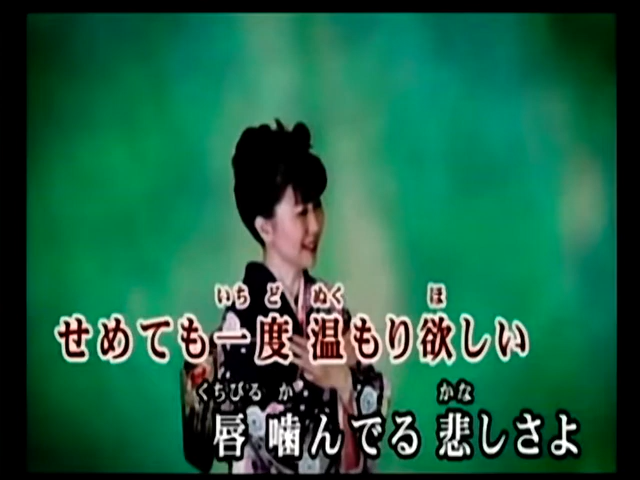 いちど ぬく ほ
せめても一度 温もり欲しい
くちびる か かな
唇 噛んでる 悲しさよ